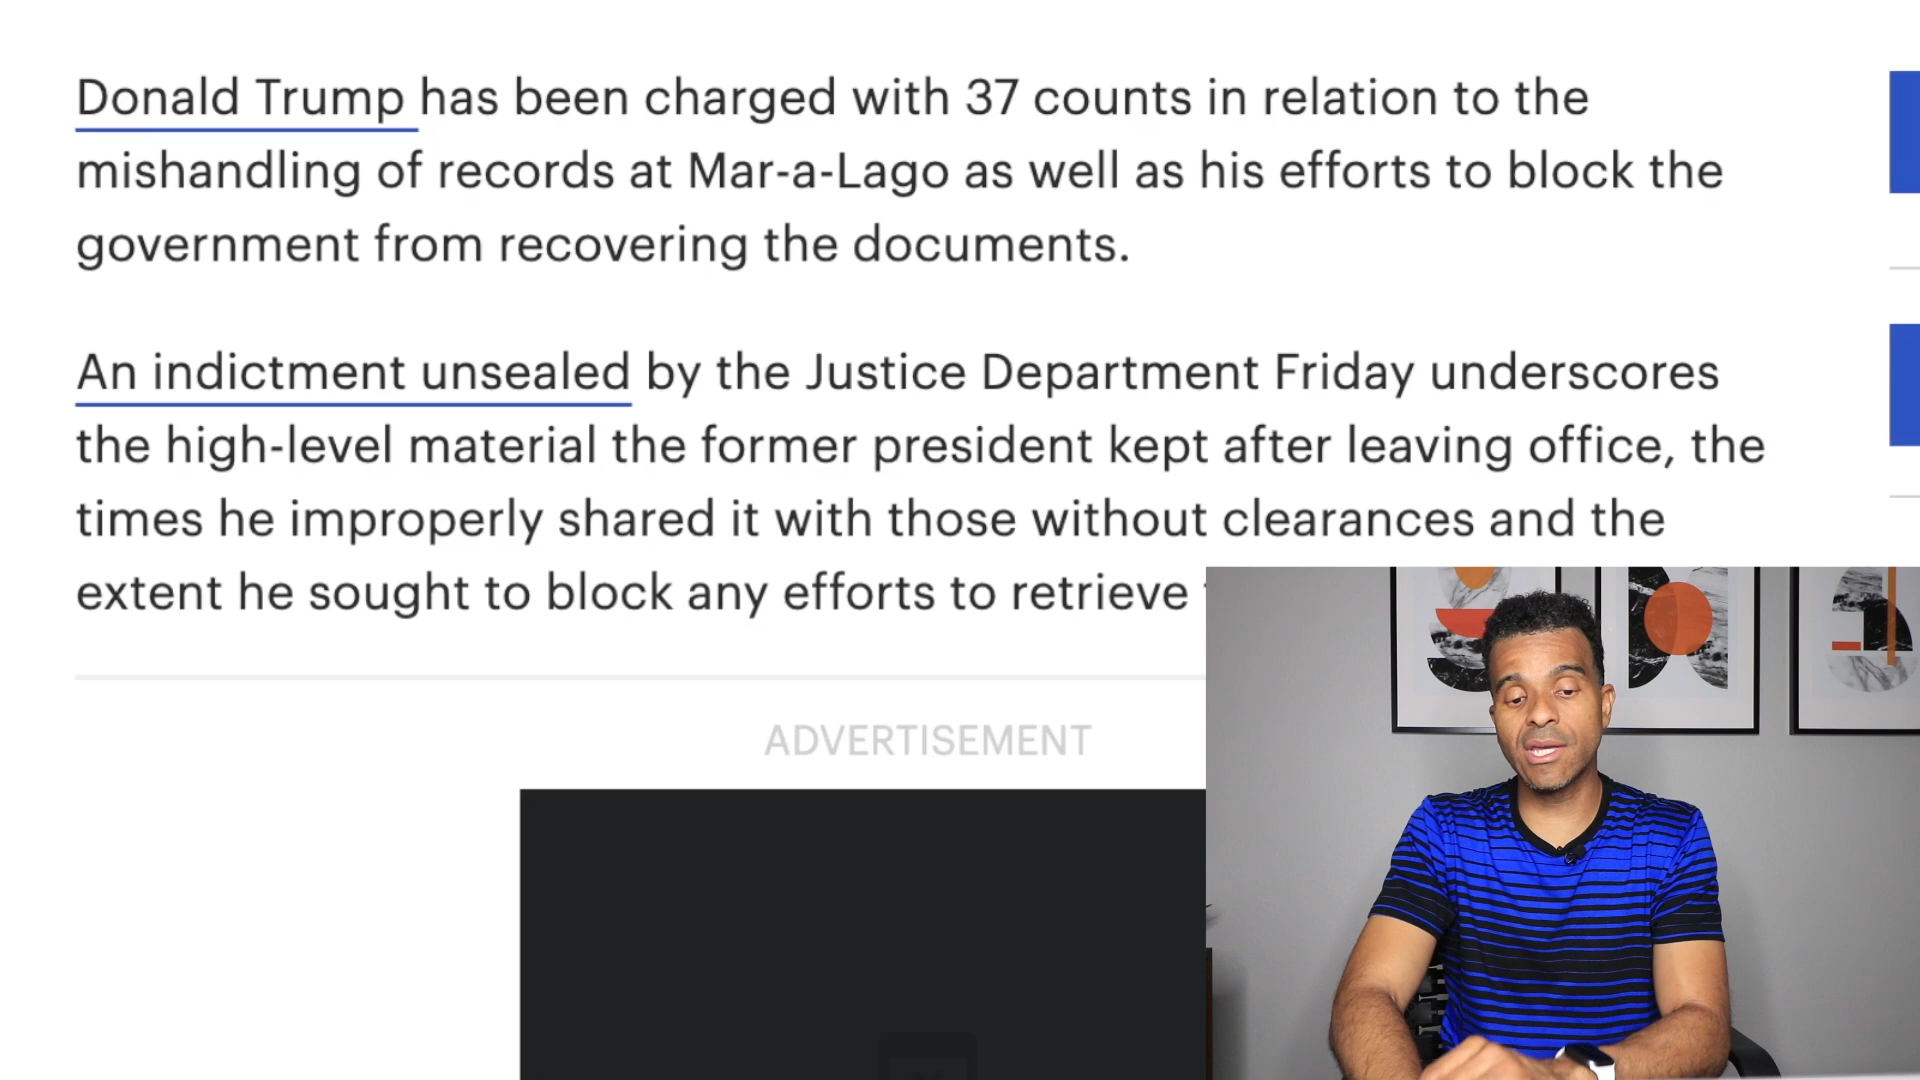 Donald Trump has been charged with 37 counts in relation to the
mishandling of records at Mar-a-Lago as well as his efforts to block the
government from recovering the documents.
An indictment unsealed by the Justice Department Friday underscores
the high-level material the former president kept after leaving office, the
times he improperly shared it with those without clearances and the
extent he sought to block any efforts to retrieve
ADVERTISEMENT